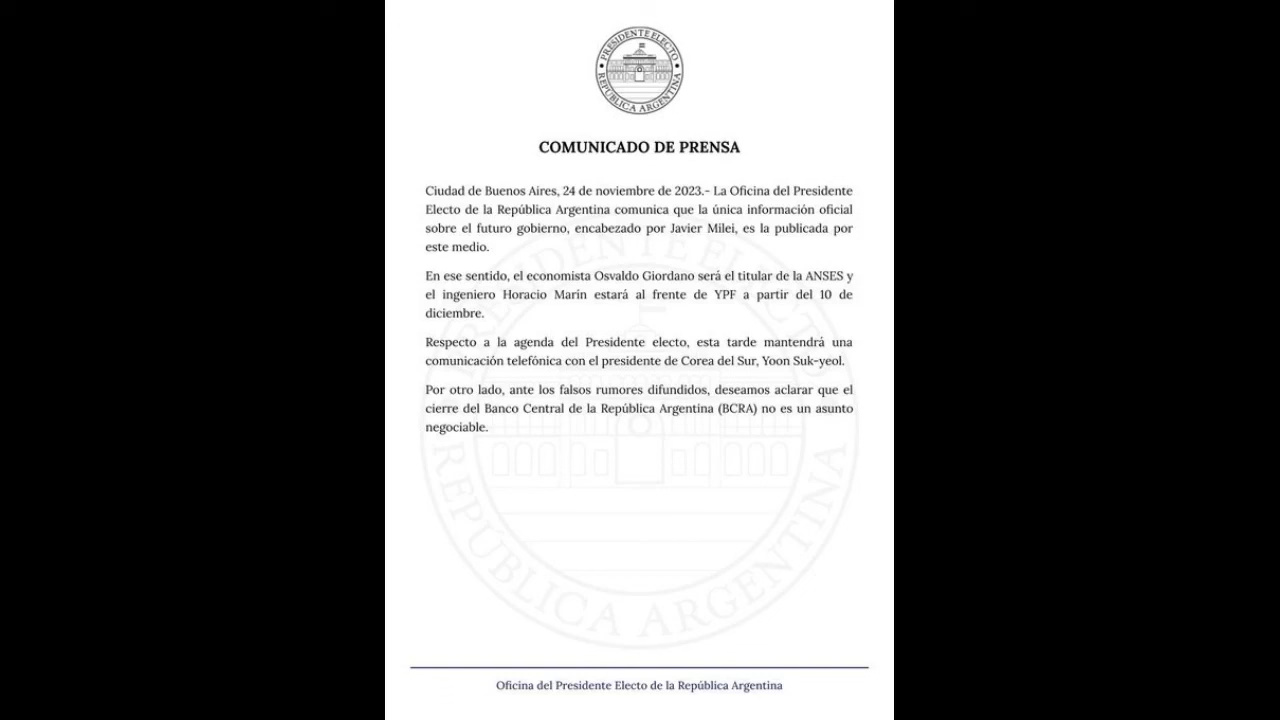 PRESIDENTE ELECTO
REPÚBLICA ARGENTINA
COMUNICADO DE PRENSA
Ciudad de Buenos Aires, 24 de noviembre de 2023.- La Oficina del Presidente
Electo de la República Argentina comunica que la única información oficial
sobre el futuro gobierno, encabezado por Javier Milei, es la publicada por
este medio.
En ese sentido, el economista Osvaldo Giordano será el titular de la ANSES y
el ingeniero Horacio Marín estará al frente de YPF a partir del 10 de
diciembre.
Respecto a la agenda del Presidente electo, esta tarde mantendrá una
comunicación telefónica con el presidente de Corea del Sur, Yoon Suk-yeol.
Por otro lado, ante los falsos rumores difundidos, deseamos aclarar que el
cierre del Banco Central de la República Argentina (BCRA) no es un asunto
negociable.
PRESIDENTE ELECTO
REPÚBLICA ARGENTINA
Oficina del Presidente Electo de la República Argentina